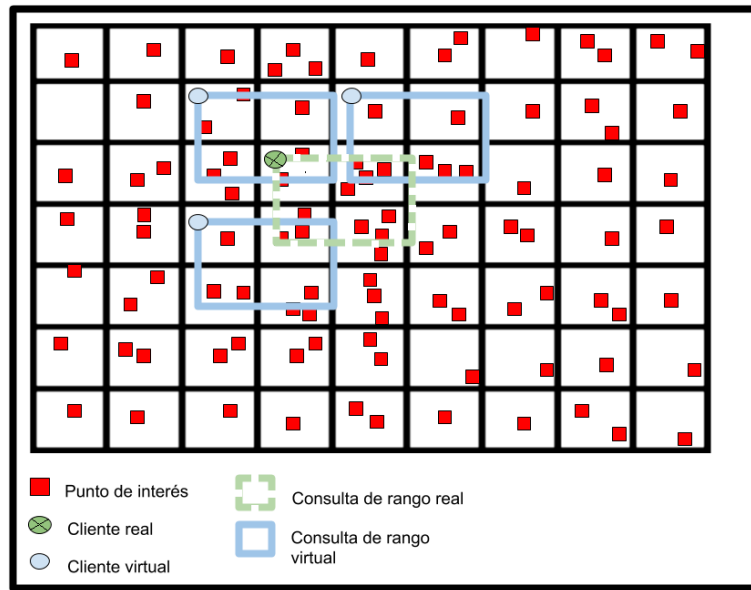 Punto de interés
Cliente real
Cliente virtual
Consulta de rango real
Consulta de rango
virtual